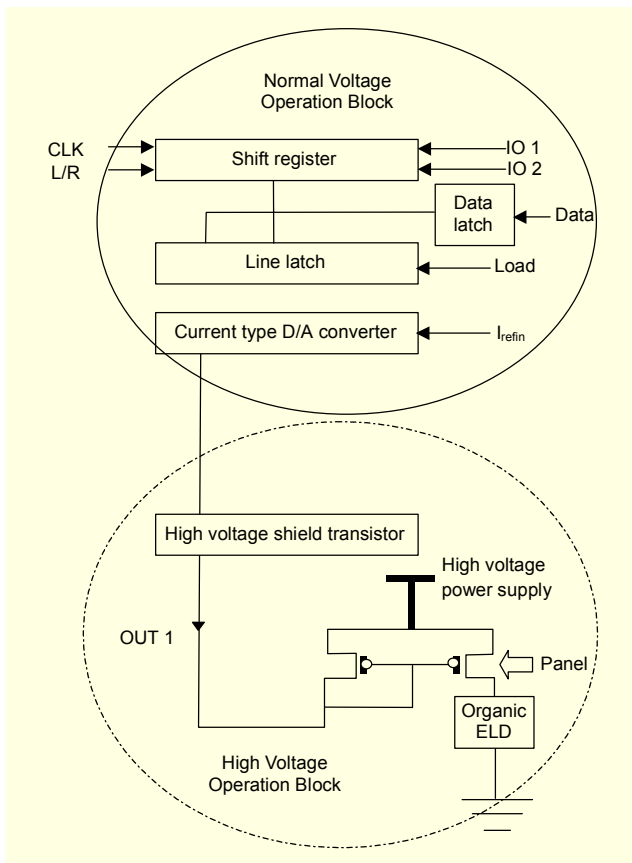 Normal Voltage
Operation Block
CLK
L/R
Shift register
IO 1
IO 2
Data
latch
Data
Line latch
Load
Current type D/A converter
Irefin
High voltage shield transistor
High voltage
power supply
OUT 1
Panel
Organic
ELD
High Voltage
Operation Block